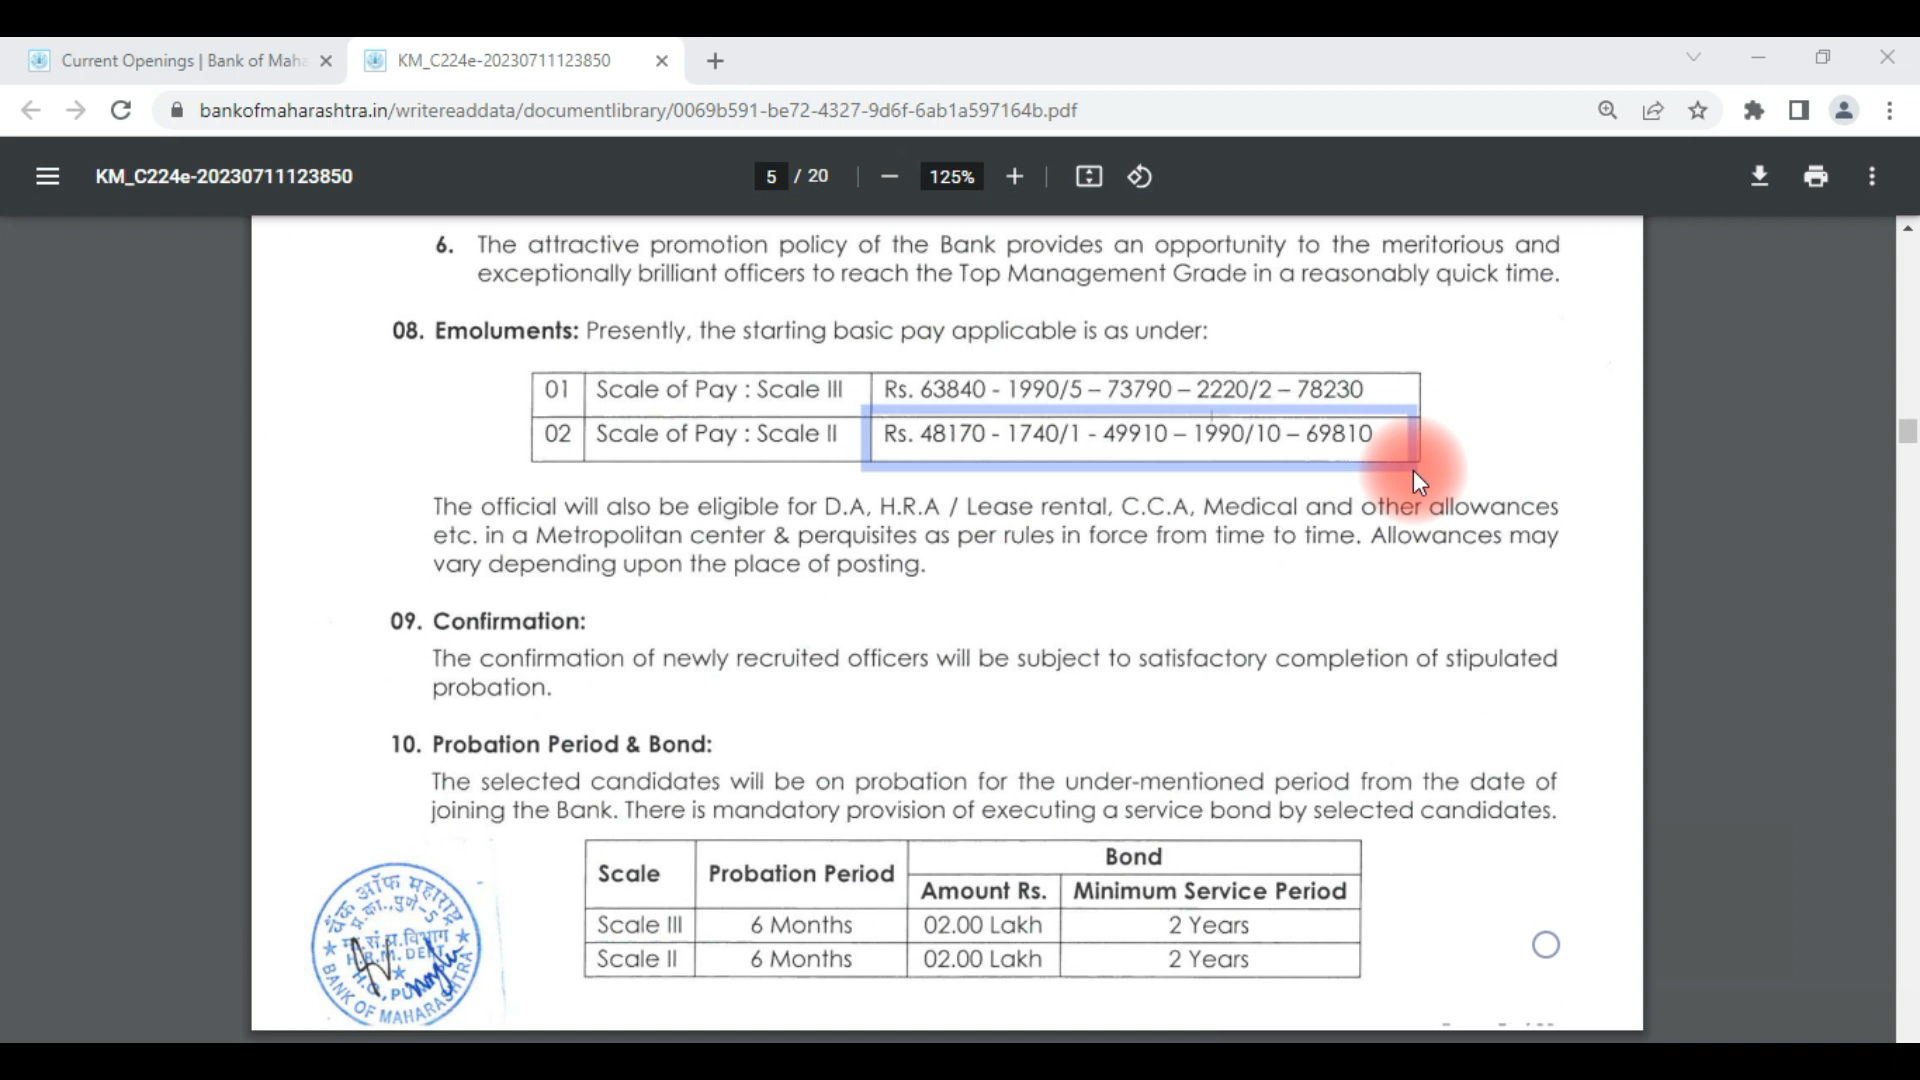 Current Openings | Bank of Maha
KM_C224e-20230711123850
bankofmaharashtra.in/writereaddata/documentlibrary/0069b591-be72-4327-9d6f-6ab1a597164b.pdf
KM_C224e-20230711123850
5 / 20
125%
6. The attractive promotion policy of the Bank provides an opportunity to the meritorious and
exceptionally brilliant officers to reach the Top Management Grade in a reasonably quick time.
08. Emoluments: Presently, the starting basic pay applicable is as under:
01 Scale of Pay : Scale III Rs. 63840 - 1990/5 – 73790 – 2220/2 – 78230
02 Scale of Pay : Scale II Rs. 48170 - 1740/1 - 49910 – 1990/10 – 69810
The official will also be eligible for D.A, H.R.A / Lease rental, C.C.A, Medical and other allowances
etc. in a Metropolitan center & perquisites as per rules in force from time to time. Allowances may
vary depending upon the place of posting.
09. Confirmation:
The confirmation of newly recruited officers will be subject to satisfactory completion of stipulated
probation.
10. Probation Period & Bond:
The selected candidates will be on probation for the under-mentioned period from the date of
joining the Bank. There is mandatory provision of executing a service bond by selected candidates.
Scale Probation Period Bond
Amount Rs. Minimum Service Period
Scale III 6 Months 02.00 Lakh 2 Years
Scale II 6 Months 02.00 Lakh 2 Years
बैंक ऑफ महाराष्ट्र
H.R.M. DEPT.
BANK OF MAHARASHTRA